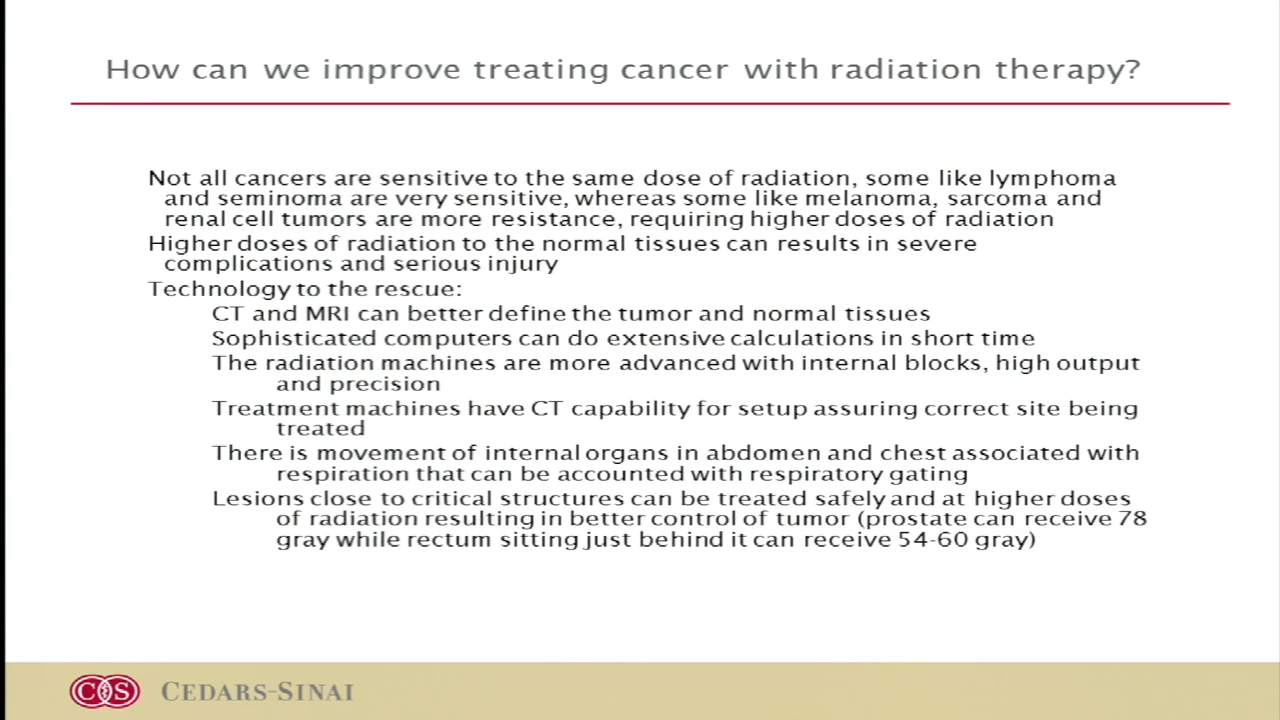 How can we improve treating cancer with radiation therapy?
Not all cancers are sensitive to the same dose of radiation, some like lymphoma
and seminoma are very sensitive, whereas some like melanoma, sarcoma and
renal cell tumors are more resistance, requiring higher doses of radiation
Higher doses of radiation to the normal tissues can results in severe
complications and serious injury
Technology to the rescue:
CT and MRI can better define the tumor and normal tissues
Sophisticated computers can do extensive calculations in short time
The radiation machines are more advanced with internal blocks, high output
and precision
Treatment machines have CT capability for setup assuring correct site being
treated
There is movement of internal organs in abdomen and chest associated with
respiration that can be accounted with respiratory gating
Lesions close to critical structures can be treated safely and at higher doses
of radiation resulting in better control of tumor (prostate can receive 78
gray while rectum sitting just behind it can receive 54-60 gray)
CEDARS-SINAI